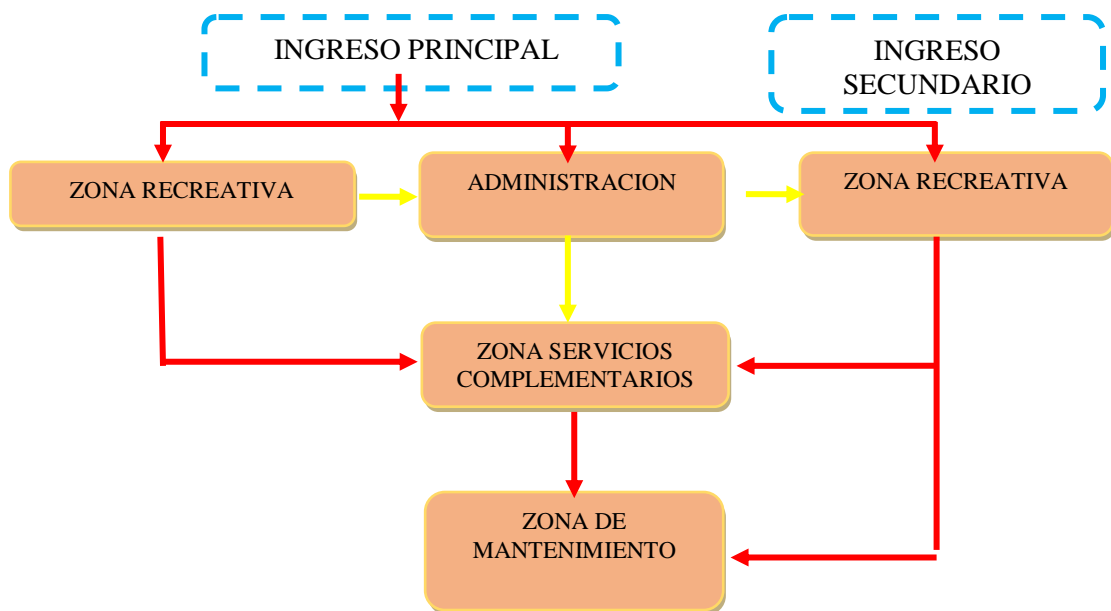 INGRESO PRINCIPAL
INGRESO
SECUNDARIO
ZONA RECREATIVA
ADMINISTRACION
ZONA RECREATIVA
ZONA SERVICIOS
COMPLEMENTARIOS
ZONA DE
MANTENIMIENTO